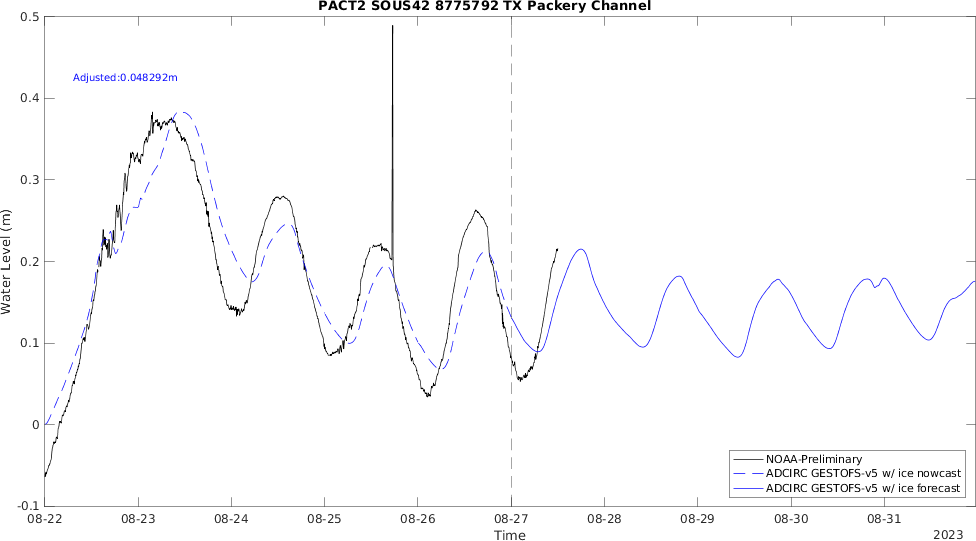 PACT2 SOUS42 8775792 TX Packery Channel
Adjusted:0.048292m
Water Level (m)
0.5
0.4
0.3
0.2
0.1
0
-0.1
08-22 08-23 08-24 08-25 08-26 08-27 08-28 08-29 08-30 08-31
Time
2023
NOAA-Preliminary
ADCIRC GESTOFS-v5 w/ ice nowcast
ADCIRC GESTOFS-v5 w/ ice forecast